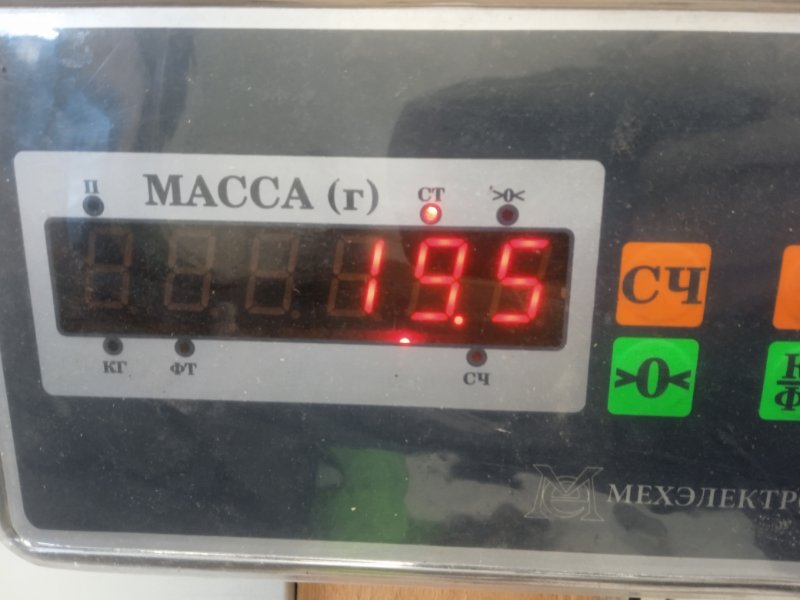 П МАССА (г) СТ >0<
19.5
КГ ФТ СЧ
СЧ
>0<
МЕХЭЛЕКТР